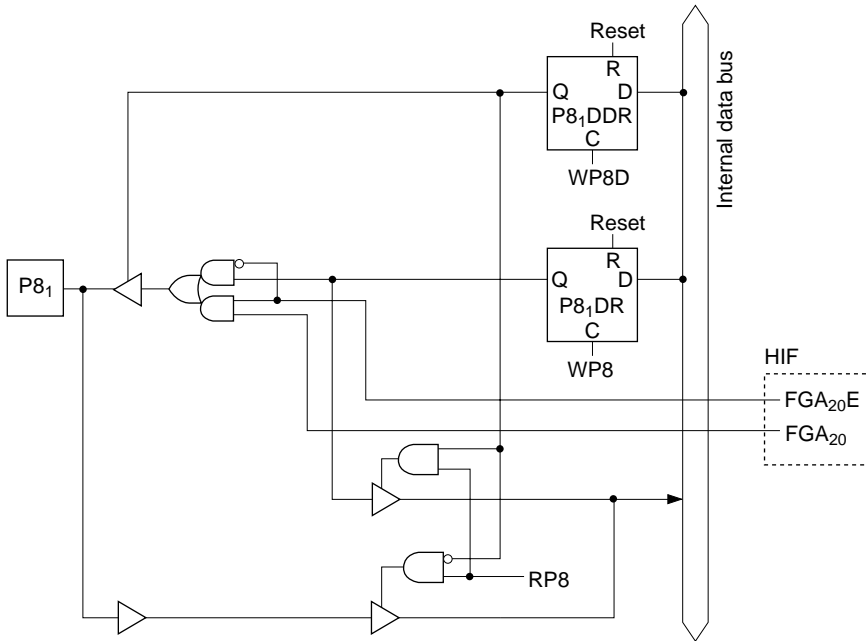 Reset
R
Q D
P8₁DDR
C
WP8D
Internal data bus
Reset
R
Q D
P8₁DR
C
WP8
P8₁
HIF
FGA₂₀E
FGA₂₀
RP8